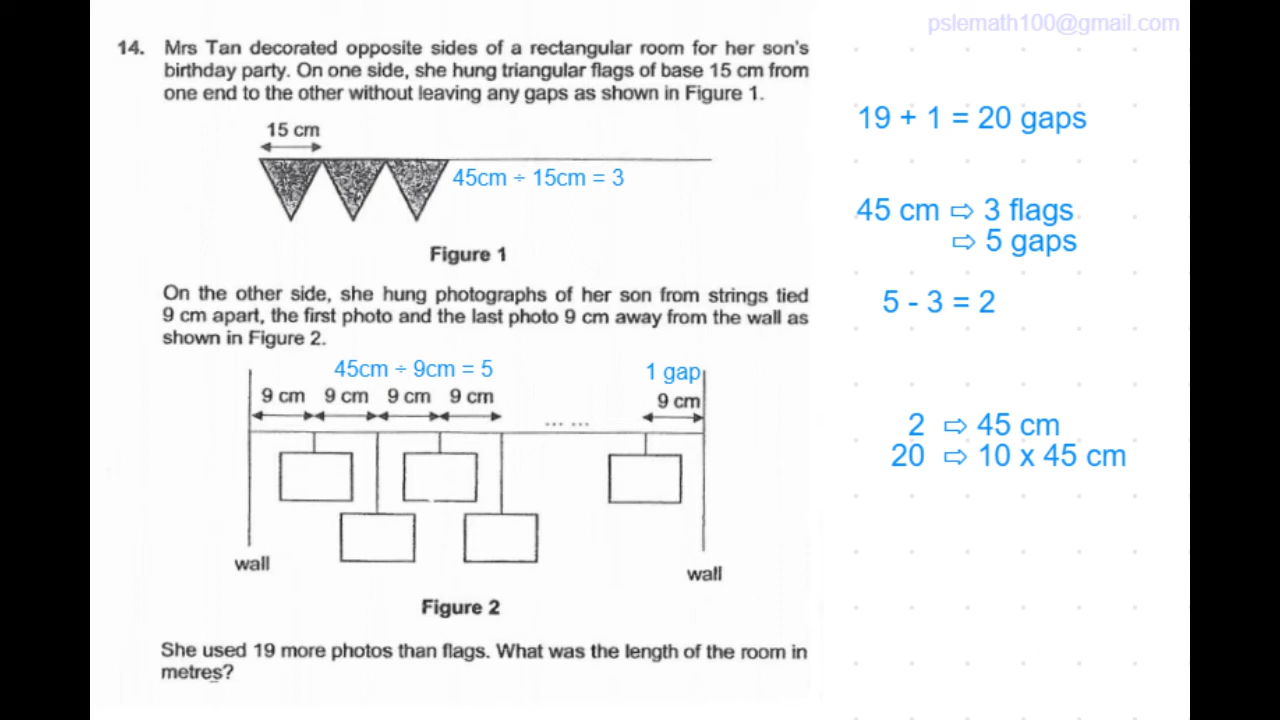 pslemath100@gmail.com
14. Mrs Tan decorated opposite sides of a rectangular room for her son's
birthday party. On one side, she hung triangular flags of base 15 cm from
one end to the other without leaving any gaps as shown in Figure 1.
15 cm
45cm ÷ 15cm = 3
Figure 1
On the other side, she hung photographs of her son from strings tied
9 cm apart, the first photo and the last photo 9 cm away from the wall as
shown in Figure 2.
45cm ÷ 9cm = 5
1 gap
9 cm 9 cm 9 cm 9 cm
9 cm
... ...
wall
wall
Figure 2
She used 19 more photos than flags. What was the length of the room in
metres?
19 + 1 = 20 gaps
45 cm ⇨ 3 flags
⇨ 5 gaps
5 - 3 = 2
2 ⇨ 45 cm
20 ⇨ 10 x 45 cm